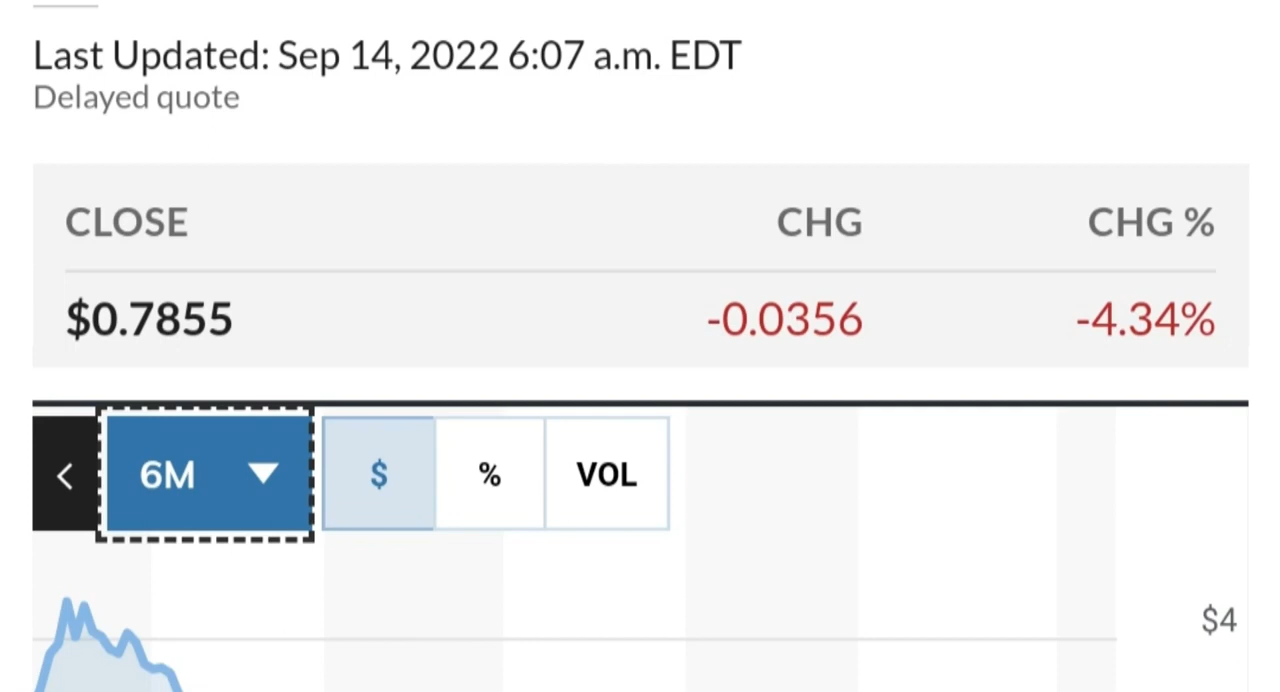 Last Updated: Sep 14, 2022 6:07 a.m. EDT
Delayed quote
CLOSE CHG CHG %
$0.7855 -0.0356 -4.34%
6M $ % VOL
$4